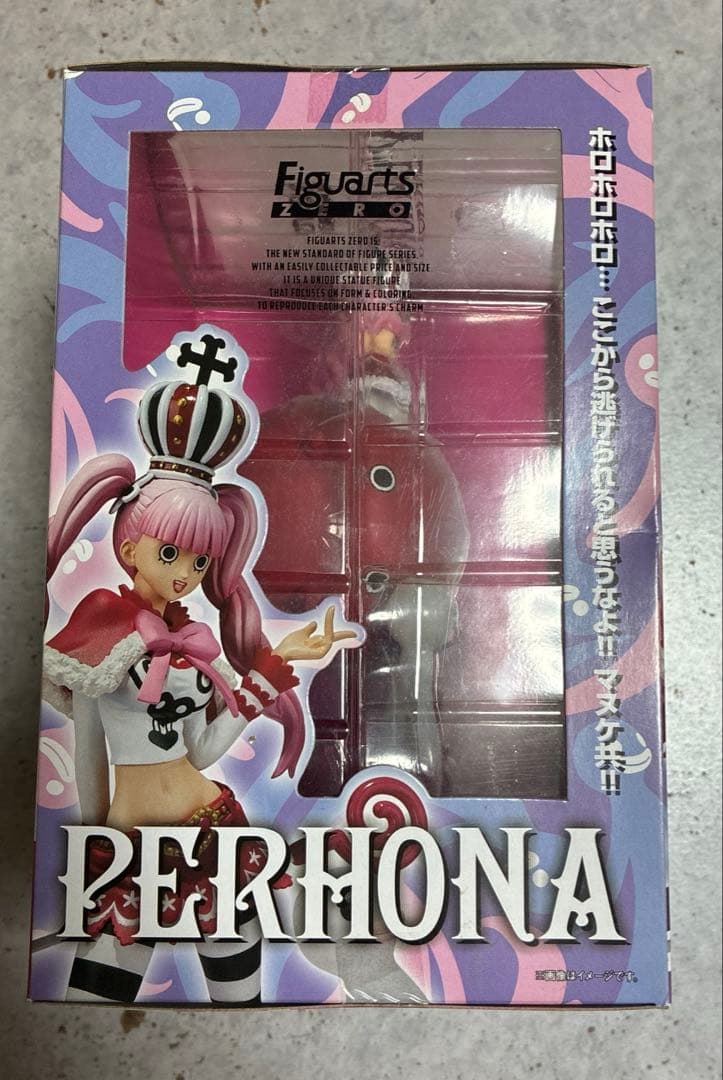 Figuarts
ZERO
FIGUARTS ZERO IS
THE NEW STANDARD OF FIGURE SERIES
WITH AN EASILY COLLECTABLE PRICE AND SIZE
IT IS A UNIQUE STATUE FIGURE
THAT FOCUSES ON FORM & COLORING
TO REPRODUCE EACH CHARACTER'S CHARM
ホロホロホロ…ここから逃げられると思うなよ!!マヌケ共!!
PERHONA
※画像はイメージです。